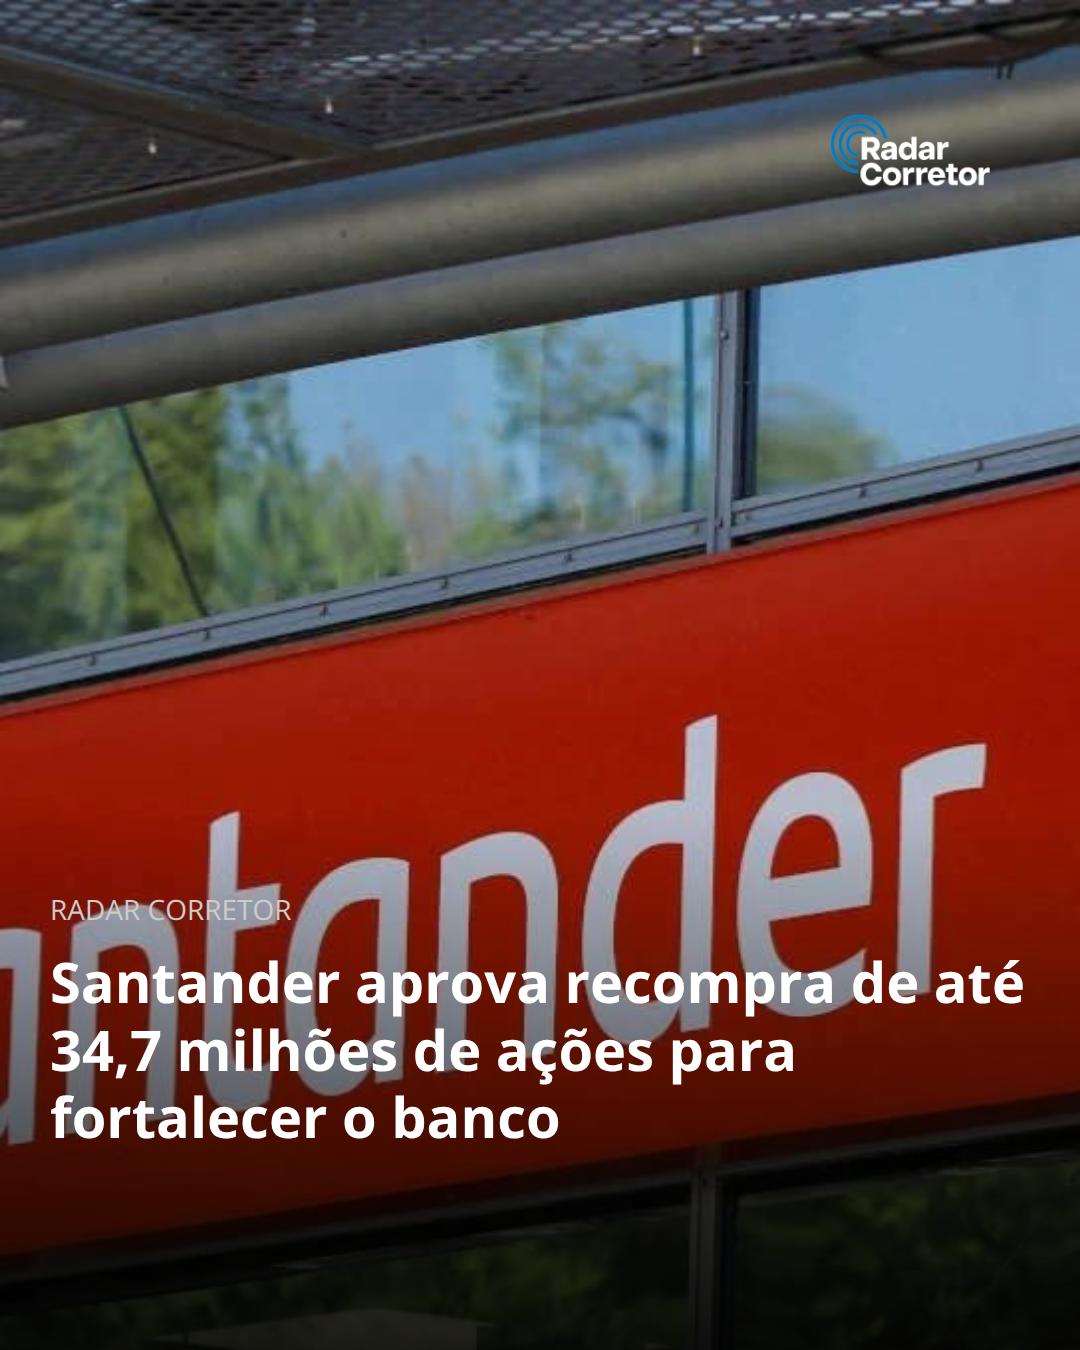 Radar
Corretor
antander
RADAR CORRETOR
Santander aprova recompra de até
34,7 milhões de ações para
fortalecer o banco